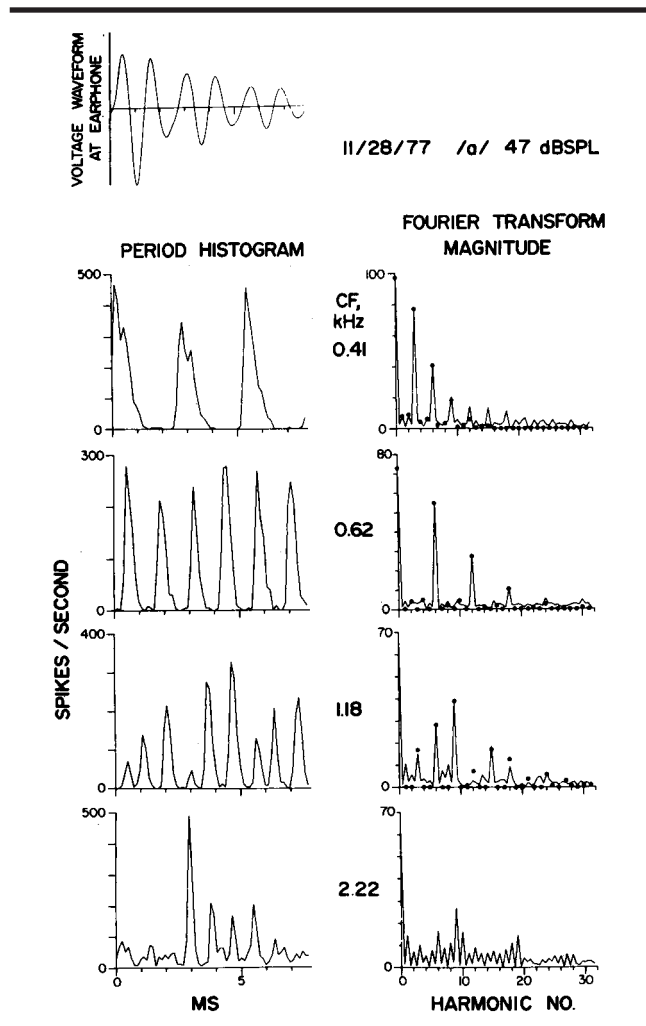 VOLTAGE WAVEFORM
AT EARPHONE
11/28/77 /a/ 47 dBSPL
PERIOD HISTOGRAM
FOURIER TRANSFORM
MAGNITUDE
500
0
100
0
CF,
kHz
0.41
300
0
80
0
0.62
SPIKES/SECOND
400
0
70
0
1.18
500
0
70
0
2.22
0
5
MS
0
10
20
30
HARMONIC NO.